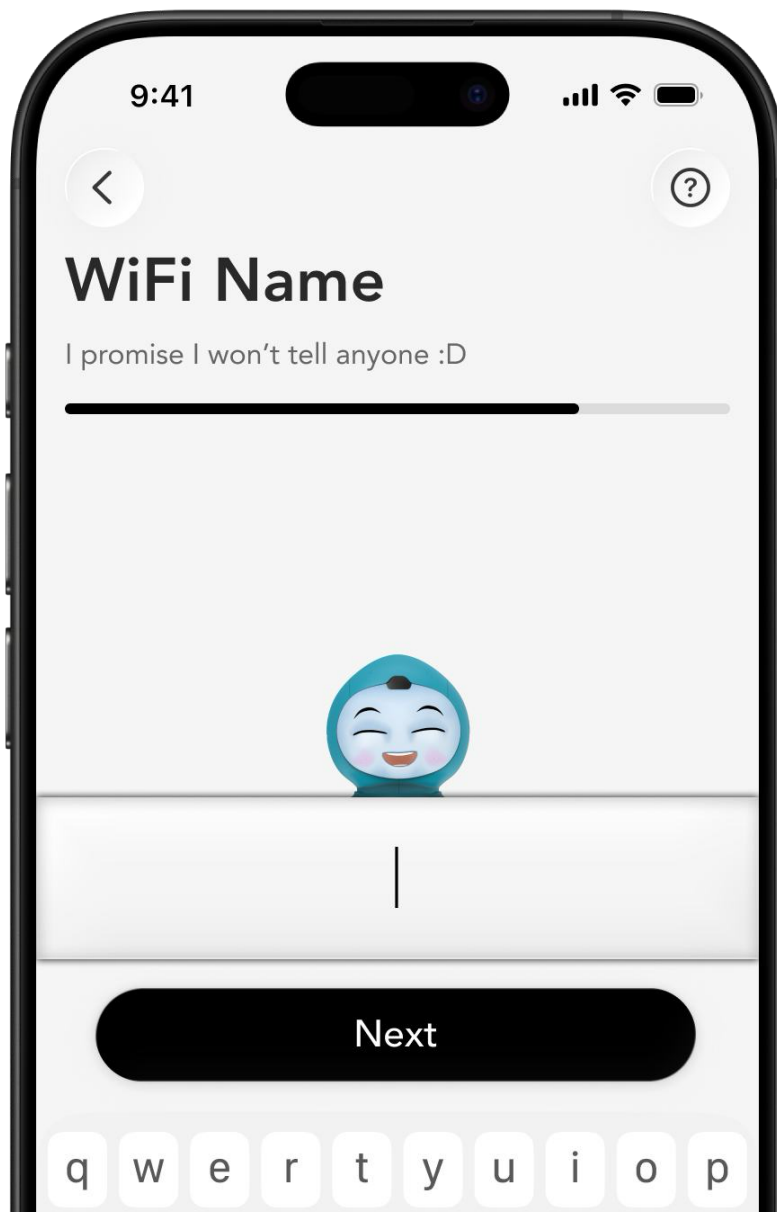 9:41
WiFi Name
I promise I won’t tell anyone :D
Next
q w e r t y u i o p